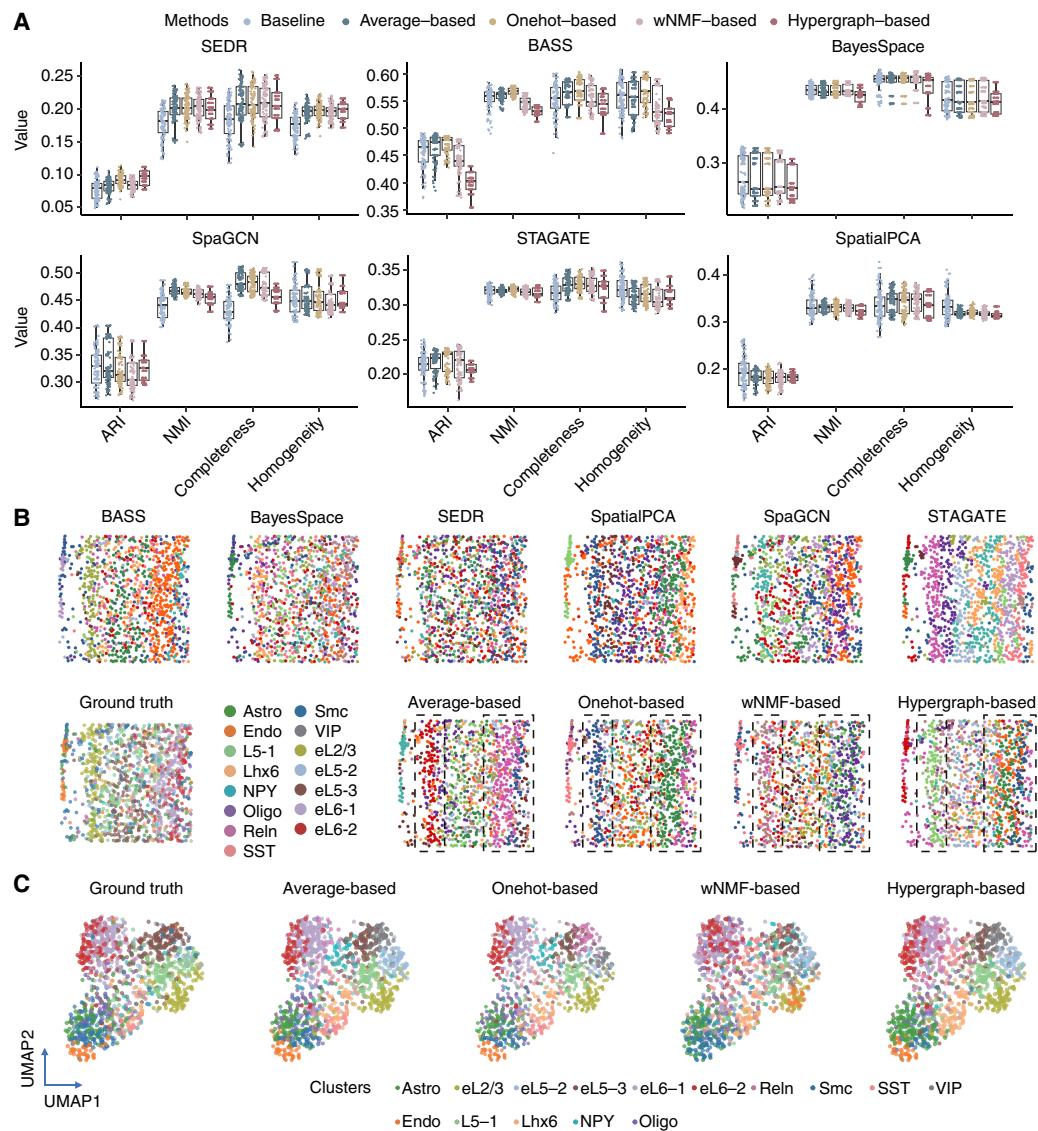 A
Methods Baseline Average–based Onehot–based wNMF–based Hypergraph–based
SEDR BASS BayesSpace
Value
0.25
0.20
0.15
0.10
0.05
0.60
0.55
0.50
0.45
0.40
0.35
0.4
0.3
SpaGCN STAGATE SpatialPCA
Value
0.50
0.45
0.40
0.35
0.30
0.35
0.30
0.25
0.20
0.4
0.3
0.2
ARI NMI Completeness Homogeneity
ARI NMI Completeness Homogeneity
ARI NMI Completeness Homogeneity
B
BASS BayesSpace SEDR SpatialPCA SpaGCN STAGATE
Ground truth Average-based Onehot-based wNMF-based Hypergraph-based
Astro Smc
Endo VIP
L5-1 eL2/3
Lhx6 eL5-2
NPY eL5-3
Oligo eL6-1
Reln eL6-2
SST
C
Ground truth Average-based Onehot-based wNMF-based Hypergraph-based
UMAP2
UMAP1
Clusters Astro eL2/3 eL5–2 eL5–3 eL6–1 eL6–2 Reln Smc SST VIP
Endo L5–1 Lhx6 NPY Oligo